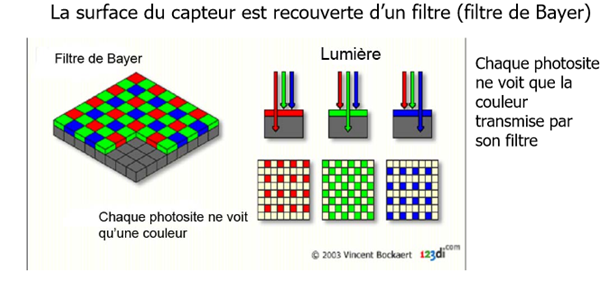 La surface du capteur est recouverte d'un filtre (filtre de Bayer)
Filtre de Bayer
Lumière
Chaque photosite ne voit
qu'une couleur
© 2003 Vincent Bockaert 123di.com
Chaque photosite
ne voit que la
couleur
transmise par
son filtre